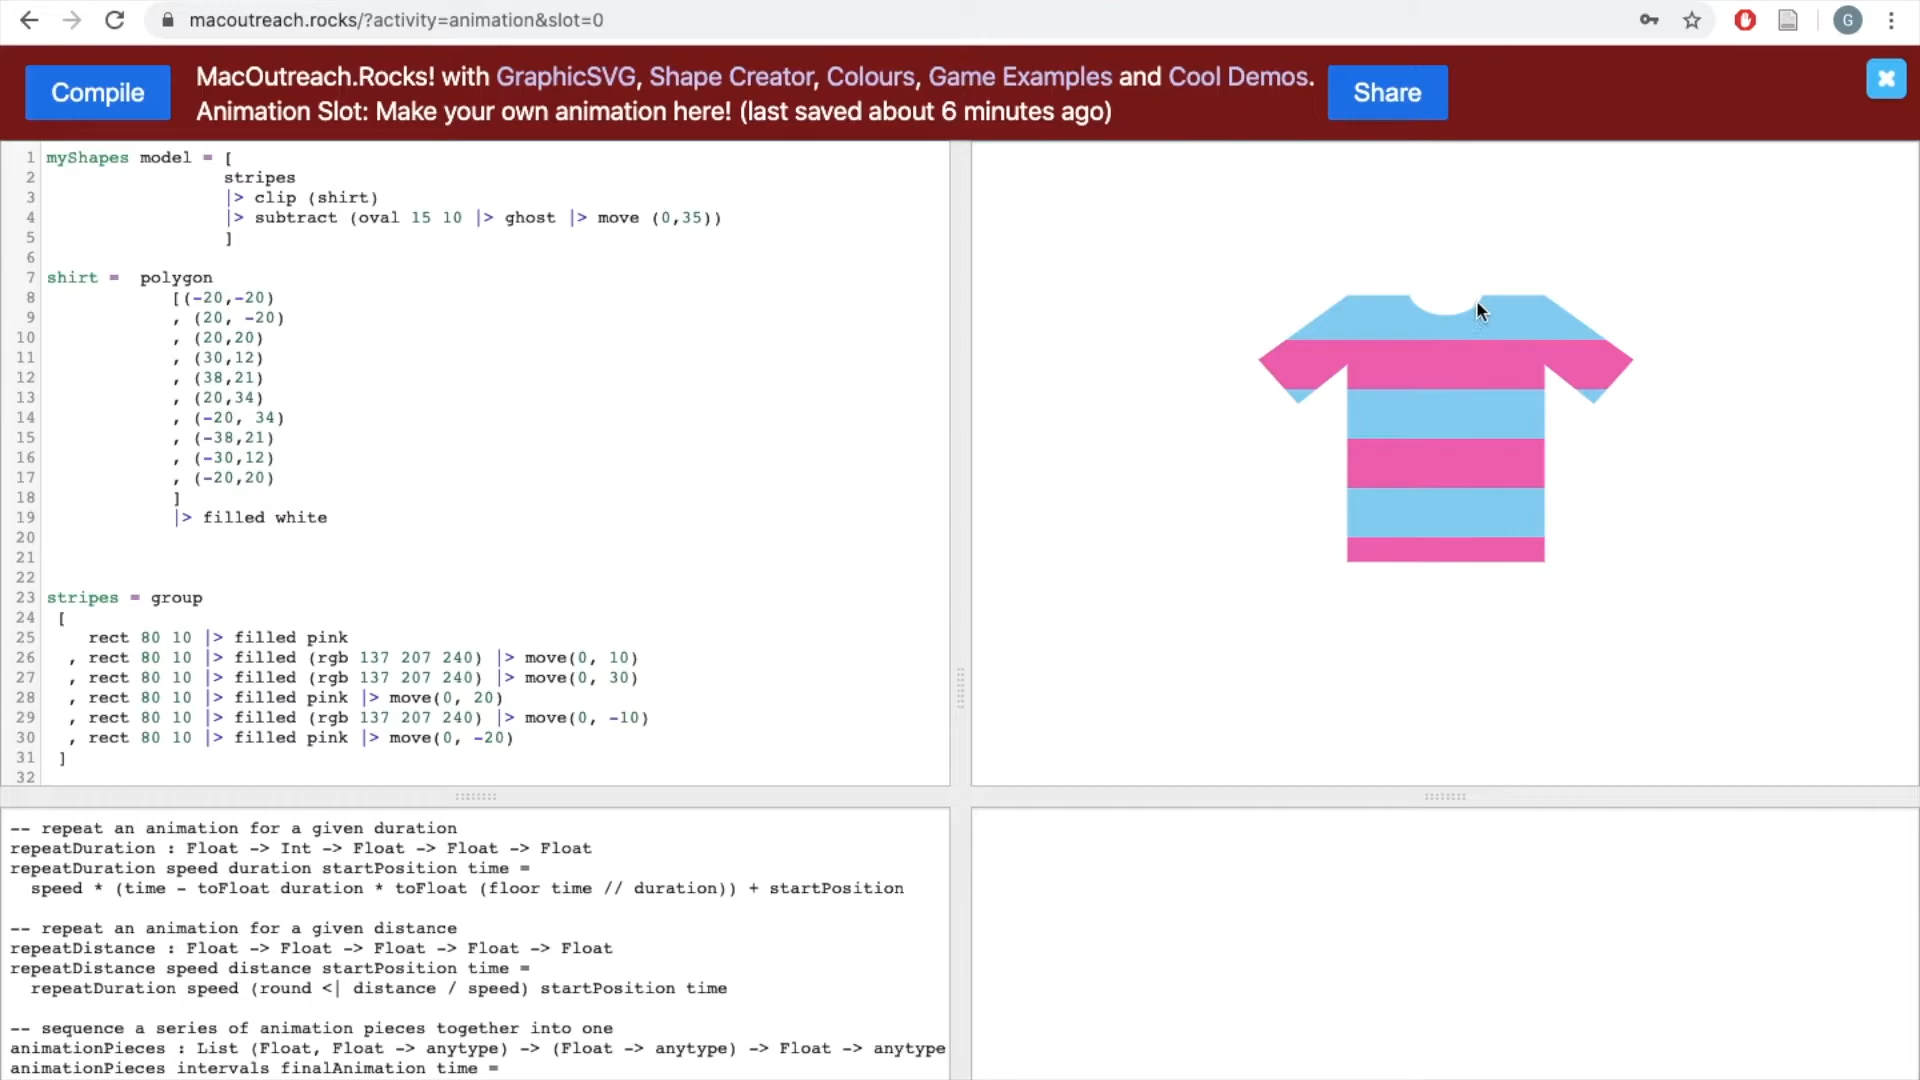 macoutreach.rocks/?activity=animation&slot=0
G
Compile
MacOutreach.Rocks! with GraphicSVG, Shape Creator, Colours, Game Examples and Cool Demos.
Animation Slot: Make your own animation here! (last saved about 6 minutes ago)
Share
1 myShapes model = [
2 stripes
3 |> clip (shirt)
4 |> subtract (oval 15 10 |> ghost |> move (0,35))
5 ]
6
7 shirt =  polygon
8 [(-20,-20)
9 , (20, -20)
10 , (20,20)
11 , (30,12)
12 , (38,21)
13 , (20,34)
14 , (-20, 34)
15 , (-38,21)
16 , (-30,12)
17 , (-20,20)
18 ]
19 |> filled white
20
21
22
23 stripes = group
24 [
25 rect 80 10 |> filled pink
26 , rect 80 10 |> filled (rgb 137 207 240) |> move(0, 10)
27 , rect 80 10 |> filled (rgb 137 207 240) |> move(0, 30)
28 , rect 80 10 |> filled pink |> move(0, 20)
29 , rect 80 10 |> filled (rgb 137 207 240) |> move(0, -10)
30 , rect 80 10 |> filled pink |> move(0, -20)
31 ]
32
-- repeat an animation for a given duration
repeatDuration : Float -> Int -> Float -> Float -> Float
repeatDuration speed duration startPosition time =
speed * (time - toFloat duration * toFloat (floor time // duration)) + startPosition
-- repeat an animation for a given distance
repeatDistance : Float -> Float -> Float -> Float -> Float
repeatDistance speed distance startPosition time =
repeatDuration speed (round <| distance / speed) startPosition time
-- sequence a series of animation pieces together into one
animationPieces : List (Float, Float -> anytype) -> (Float -> anytype) -> Float -> anytype
animationPieces intervals finalAnimation time =